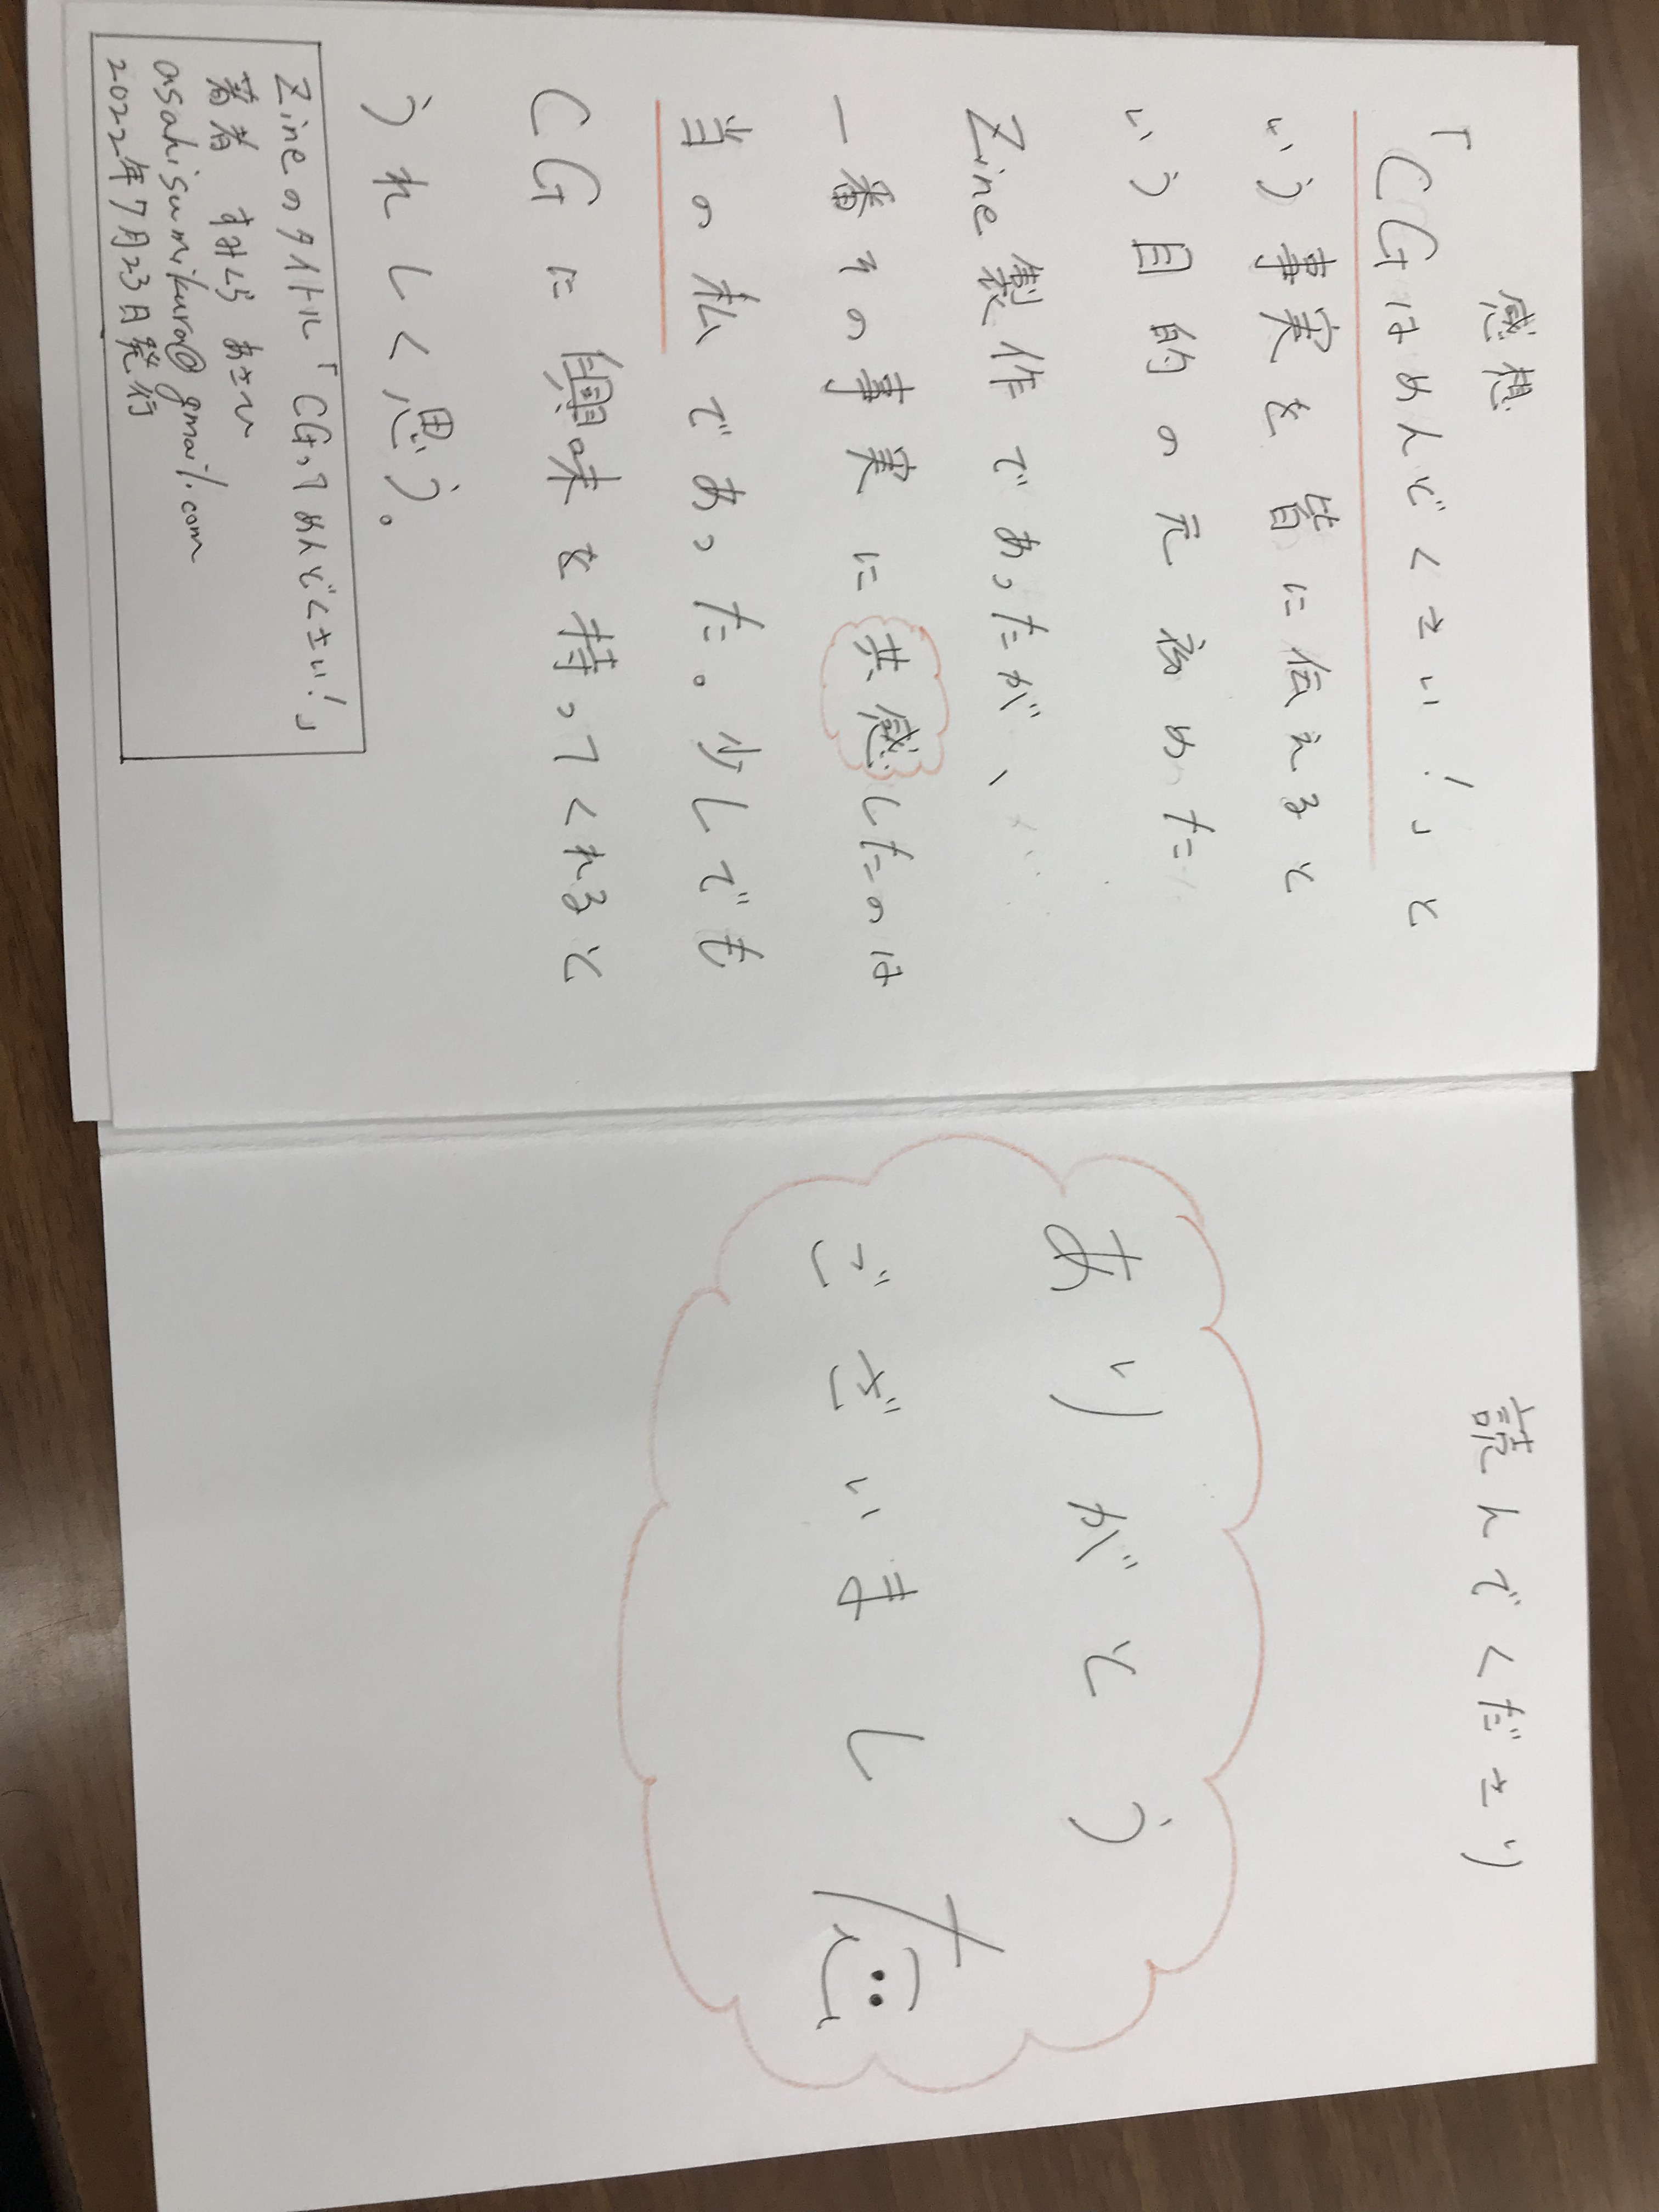 感想
「CGはめんどくさい！」と
いう事実を皆に伝えると
いう目的の元初めた
Zine製作であったが、
一番その事実に共感したのは
当の私であった。少しでも
CGに興味を持ってくれると
うれしく思う。
Zineのタイトル「CGってめんどくさい！」
著者 すみくら あさひ
asahisumikura@gmail.com
2022年7月23日発行
読んでくださり
ありがとう
ございました